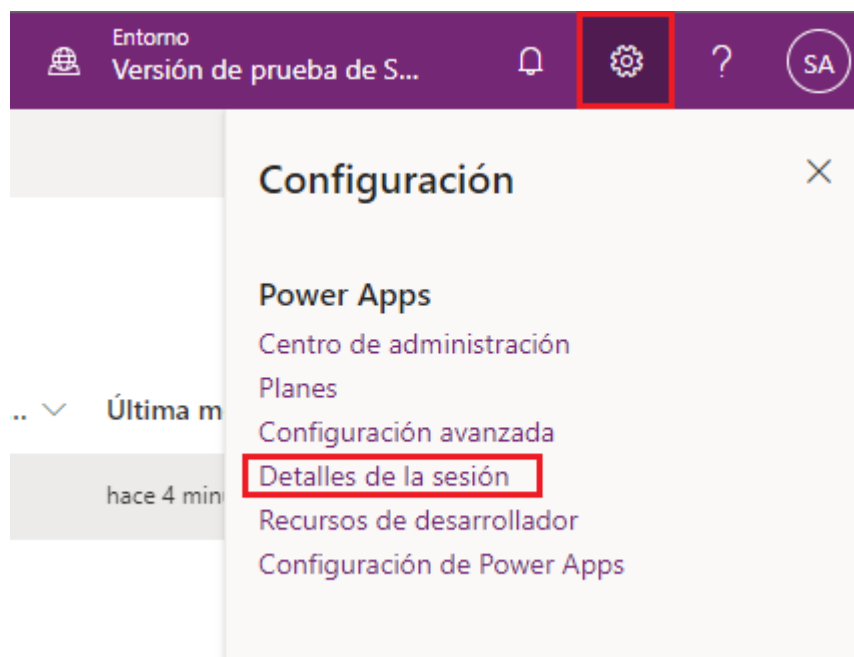 Entorno
Versión de prueba de S...
?
SA
Configuración
Power Apps
Centro de administración
Planes
Configuración avanzada
.. Última m
Detalles de la sesión
hace 4 min
Recursos de desarrollador
Configuración de Power Apps